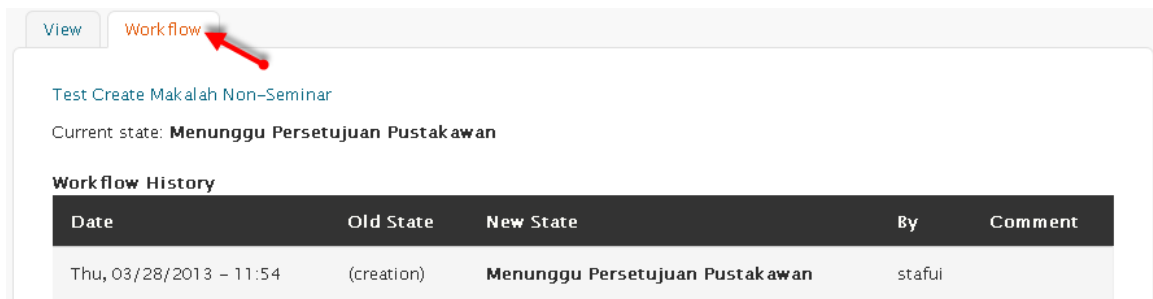 View Workflow
Test Create Makalah Non-Seminar
Current state: Menunggu Persetujuan Pustakawan
Workflow History
Date Old State New State By Comment
Thu, 03/28/2013 - 11:54 (creation) Menunggu Persetujuan Pustakawan stafui